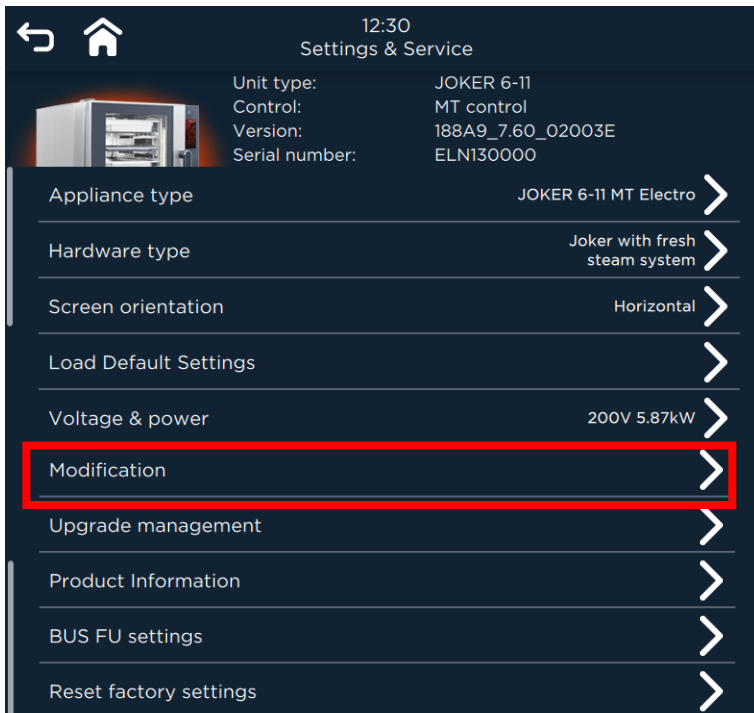 12:30
Settings & Service
Unit type: JOKER 6-11
Control: MT control
Version: 188A9_7.60_02003E
Serial number: ELN130000
Appliance type JOKER 6-11 MT Electro
Hardware type Joker with fresh
steam system
Screen orientation Horizontal
Load Default Settings
Voltage & power 200V 5.87kW
Modification
Upgrade management
Product Information
BUS FU settings
Reset factory settings